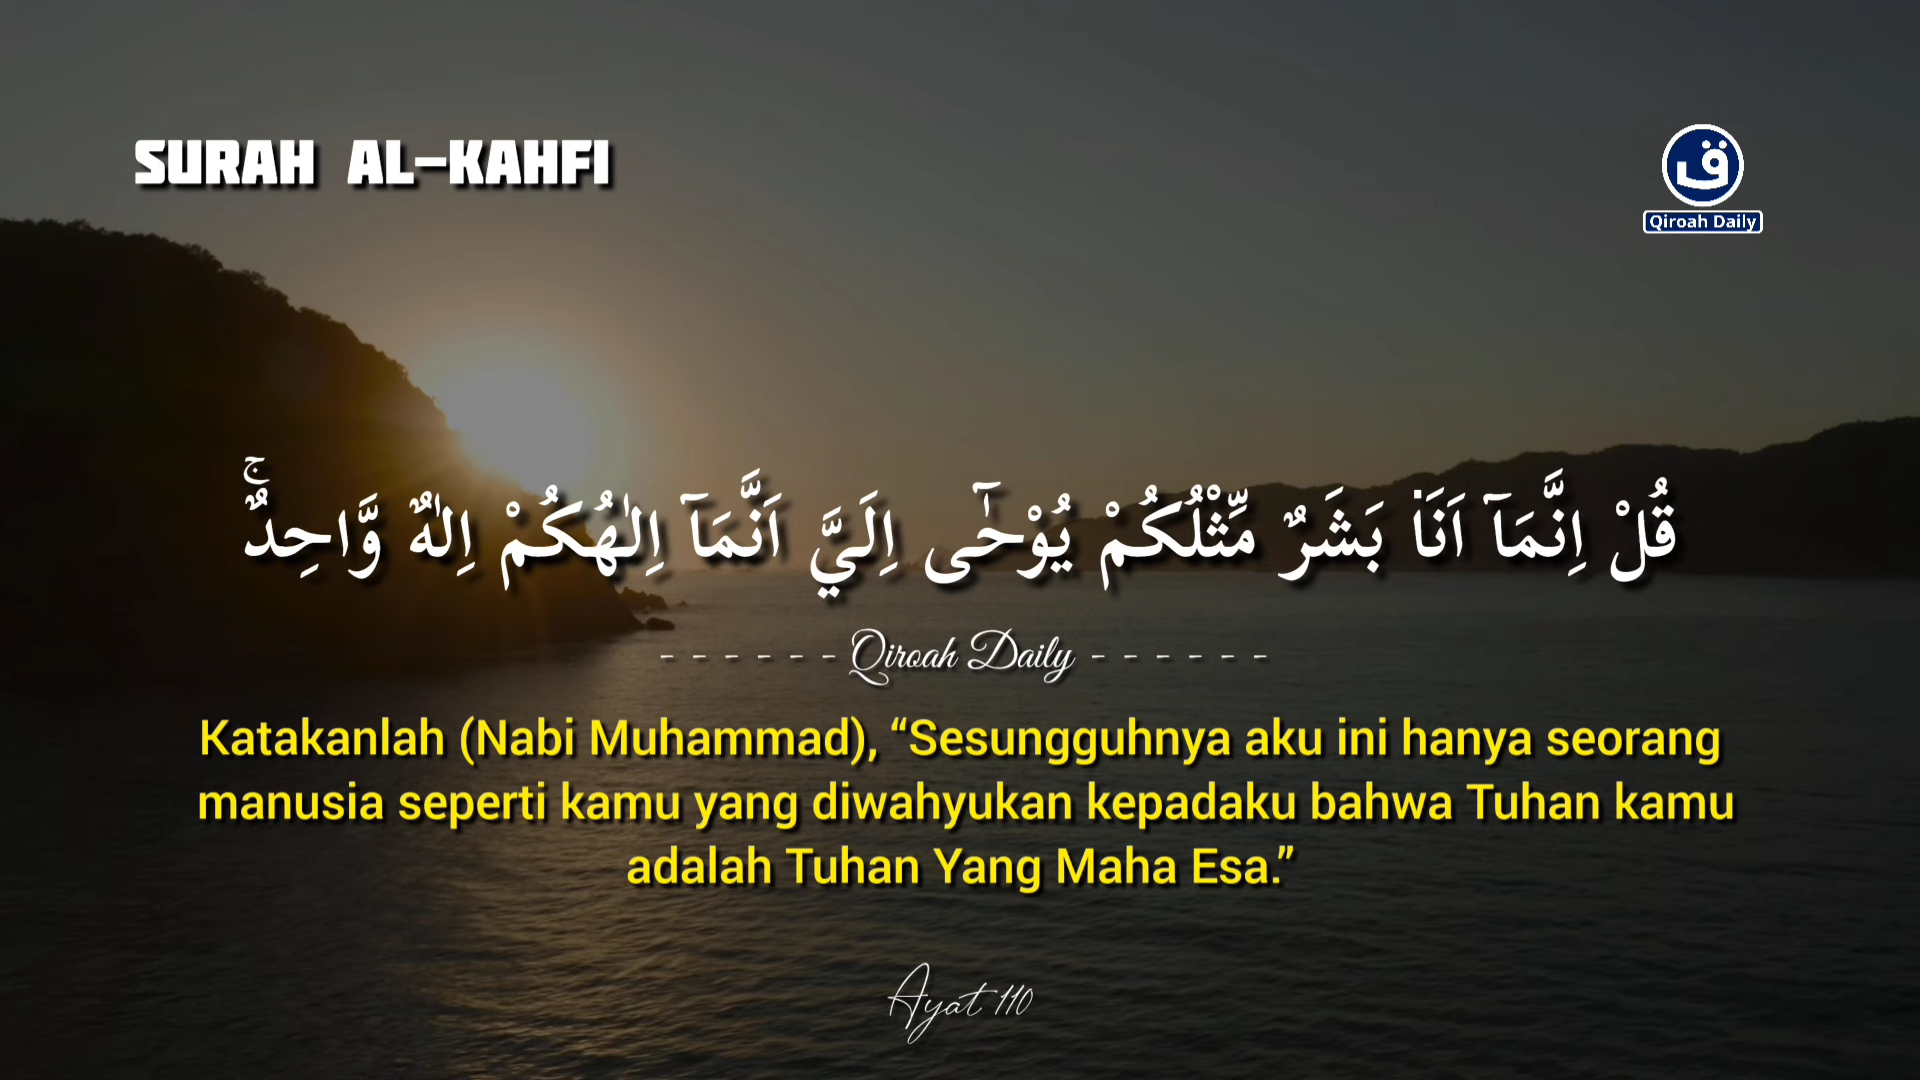 SURAH AL-KAHFI
ق
Qiroah Daily
قُلْ اِنَّمَآ اَنَا۠ بَشَرٌ مِّثْلُكُمْ يُوْحٰٓى اِلَيَّ اَنَّمَآ اِلٰهُكُمْ اِلٰهٌ وَّاحِدٌۚ
- - - - - - Qiroah Daily - - - - - -
Katakanlah (Nabi Muhammad), “Sesungguhnya aku ini hanya seorang
manusia seperti kamu yang diwahyukan kepadaku bahwa Tuhan kamu
adalah Tuhan Yang Maha Esa.”
Ayat 110